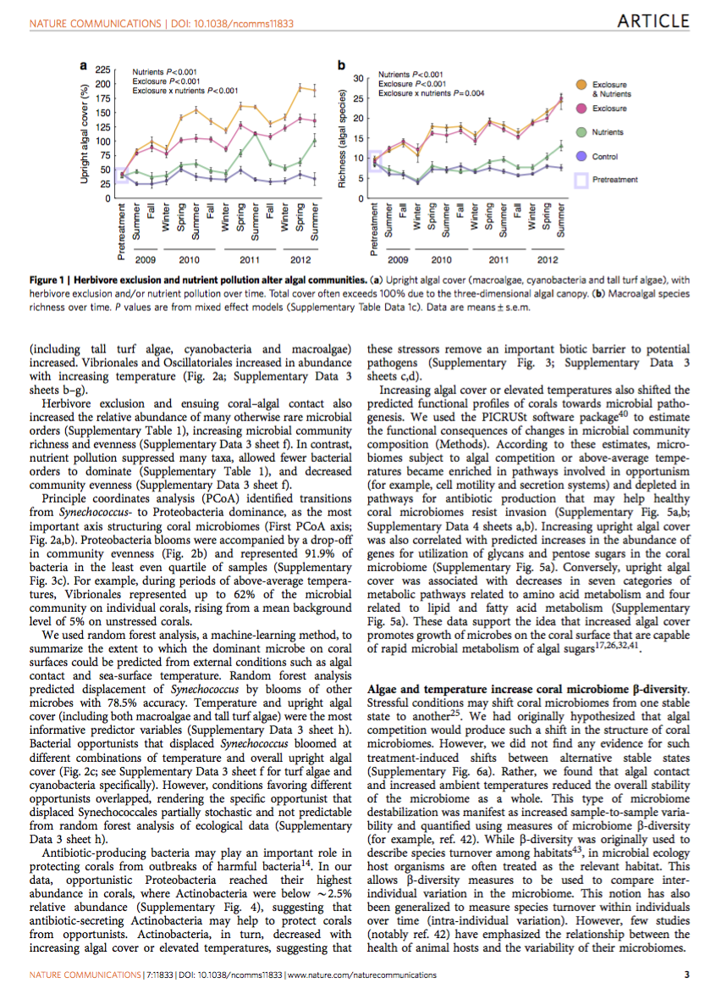 NATURE COMMUNICATIONS | DOI: 10.1038/ncomms11833
ARTICLE
a
225
200
175
150
125
100
75
50
25
0
Upright algal cover (%)
Nutrients P<0.001
Exclosure P<0.001
Exclosure x nutrients P<0.001
Pretreatment
Summer
Fall
Winter
Spring
Summer
Fall
Winter
Spring
Summer
Fall
Winter
Spring
Summer
2009
2010
2011
2012
b
30
25
20
15
10
5
0
Richness (algal species)
Nutrients P<0.001
Exclosure P<0.001
Exclosure x nutrients P=0.004
Pretreatment
Summer
Fall
Winter
Spring
Summer
Fall
Winter
Spring
Summer
Fall
Winter
Spring
Summer
2009
2010
2011
2012
Exclosure
& Nutrients
Exclosure
Nutrients
Control
Pretreatment
Figure 1 | Herbivore exclusion and nutrient pollution alter algal communities. (a) Upright algal cover (macroalgae, cyanobacteria and tall turf algae), with
herbivore exclusion and/or nutrient pollution over time. Total cover often exceeds 100% due to the three-dimensional algal canopy. (b) Macroalgal species
richness over time. P values are from mixed effect models (Supplementary Table Data 1c). Data are means ± s.e.m.
(including tall turf algae, cyanobacteria and macroalgae)
increased. Vibrionales and Oscillatoriales increased in abundance
with increasing temperature (Fig. 2a; Supplementary Data 3
sheets b–g).
Herbivore exclusion and ensuing coral–algal contact also
increased the relative abundance of many otherwise rare microbial
orders (Supplementary Table 1), increasing microbial community
richness and evenness (Supplementary Data 3 sheet f). In contrast,
nutrient pollution suppressed many taxa, allowed fewer bacterial
orders to dominate (Supplementary Table 1), and decreased
community evenness (Supplementary Data 3 sheet f).
Principle coordinates analysis (PCoA) identified transitions
from Synechococcus- to Proteobacteria dominance, as the most
important axis structuring coral microbiomes (First PCoA axis;
Fig. 2a,b). Proteobacteria blooms were accompanied by a drop-off
in community evenness (Fig. 2b) and represented 91.9% of
bacteria in the least even quartile of samples (Supplementary
Fig. 3c). For example, during periods of above-average tempera-
tures, Vibrionales represented up to 62% of the microbial
community on individual corals, rising from a mean background
level of 5% on unstressed corals.
We used random forest analysis, a machine-learning method, to
summarize the extent to which the dominant microbe on coral
surfaces could be predicted from external conditions such as algal
contact and sea-surface temperature. Random forest analysis
predicted displacement of Synechococcus by blooms of other
microbes with 78.5% accuracy. Temperature and upright algal
cover (including both macroalgae and tall turf algae) were the most
informative predictor variables (Supplementary Data 3 sheet h).
Bacterial opportunists that displaced Synechococcus bloomed at
different combinations of temperature and overall upright algal
cover (Fig. 2c; see Supplementary Data 3 sheet f for turf algae and
cyanobacteria specifically). However, conditions favoring different
opportunists overlapped, rendering the specific opportunist that
displaced Synechococcales partially stochastic and not predictable
from random forest analysis of ecological data (Supplementary
Data 3 sheet h).
Antibiotic-producing bacteria may play an important role in
protecting corals from outbreaks of harmful bacteria14. In our
data, opportunistic Proteobacteria reached their highest
abundance in corals, where Actinobacteria were below ~2.5%
relative abundance (Supplementary Fig. 4), suggesting that
antibiotic-secreting Actinobacteria may help to protect corals
from opportunists. Actinobacteria, in turn, decreased with
increasing algal cover or elevated temperatures, suggesting that
these stressors remove an important biotic barrier to potential
pathogens (Supplementary Fig. 3; Supplementary Data 3
sheets c,d).
Increasing algal cover or elevated temperatures also shifted the
predicted functional profiles of corals towards microbial patho-
genesis. We used the PICRUSt software package40 to estimate
the functional consequences of changes in microbial community
composition (Methods). According to these estimates, micro-
biomes subject to algal competition or above-average tempe-
ratures became enriched in pathways involved in opportunism
(for example, cell motility and secretion systems) and depleted in
pathways for antibiotic production that may help healthy
coral microbiomes resist invasion (Supplementary Fig. 5a,b;
Supplementary Data 4 sheets a,b). Increasing upright algal cover
was also correlated with predicted increases in the abundance of
genes for utilization of glycans and pentose sugars in the coral
microbiome (Supplementary Fig. 5a). Conversely, upright algal
cover was associated with decreases in seven categories of
metabolic pathways related to amino acid metabolism and four
related to lipid and fatty acid metabolism (Supplementary
Fig. 5a). These data support the idea that increased algal cover
promotes growth of microbes on the coral surface that are capable
of rapid microbial metabolism of algal sugars17,26,32,41.
Algae and temperature increase coral microbiome β-diversity.
Stressful conditions may shift coral microbiomes from one stable
state to another25. We had originally hypothesized that algal
competition would produce such a shift in the structure of coral
microbiomes. However, we did not find any evidence for such
treatment-induced shifts between alternative stable states
(Supplementary Fig. 6a). Rather, we found that algal contact
and increased ambient temperatures reduced the overall stability
of the microbiome as a whole. This type of microbiome
destabilization was manifest as increased sample-to-sample varia-
bility and quantified using measures of microbiome β-diversity
(for example, ref. 42). While β-diversity was originally used to
describe species turnover among habitats43, in microbial ecology
host organisms are often treated as the relevant habitat. This
allows β-diversity measures to be used to compare inter-
individual variation in the microbiome. This notion has also
been generalized to measure species turnover within individuals
over time (intra-individual variation). However, few studies
(notably ref. 42) have emphasized the relationship between the
health of animal hosts and the variability of their microbiomes.
NATURE COMMUNICATIONS | 7:11833 | DOI: 10.1038/ncomms11833 | www.nature.com/naturecommunications
3